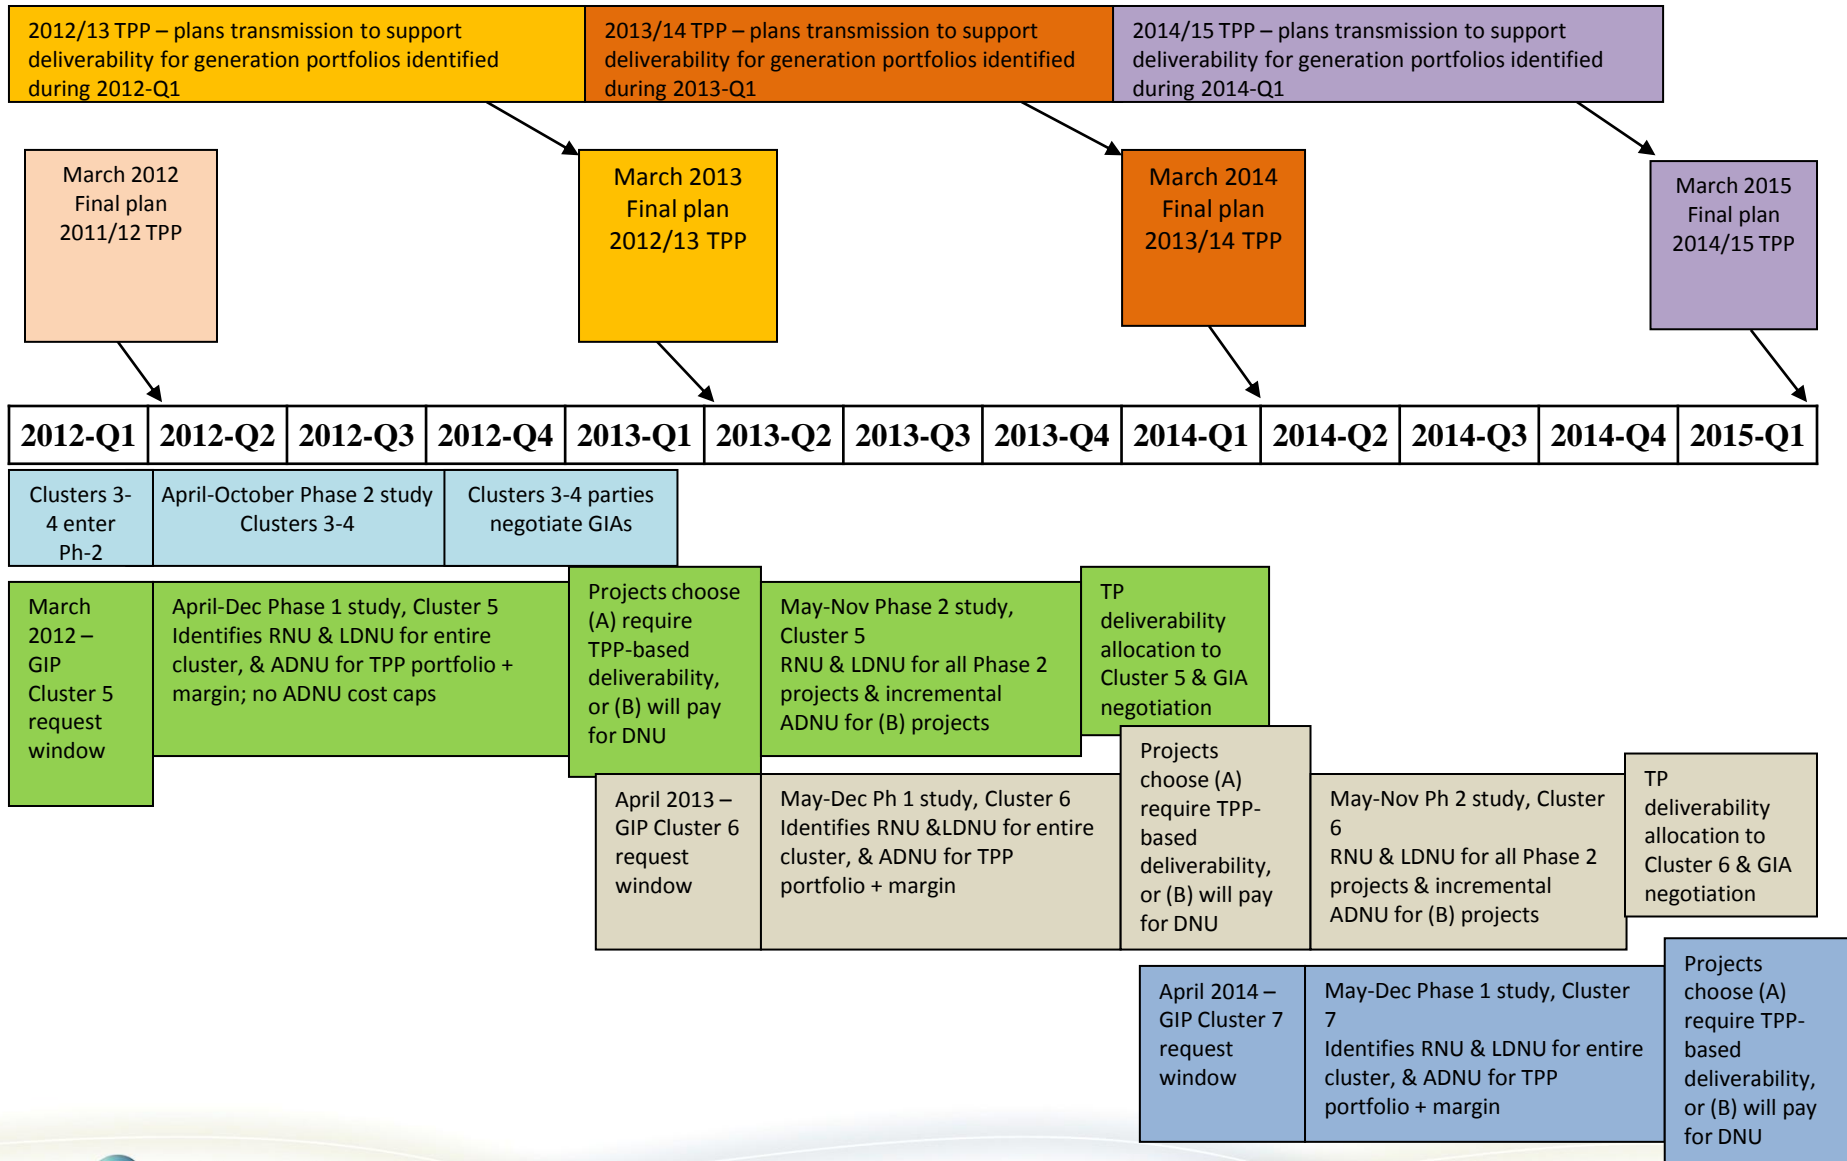 2012/13 TPP – plans transmission to support
deliverability for generation portfolios identified
during 2012-Q1
2013/14 TPP – plans transmission to support
deliverability for generation portfolios identified
during 2013-Q1
2014/15 TPP – plans transmission to support
deliverability for generation portfolios identified
during 2014-Q1
March 2012
Final plan
2011/12 TPP
March 2013
Final plan
2012/13 TPP
March 2014
Final plan
2013/14 TPP
March 2015
Final plan
2014/15 TPP
2012-Q1 2012-Q2 2012-Q3 2012-Q4 2013-Q1 2013-Q2 2013-Q3 2013-Q4 2014-Q1 2014-Q2 2014-Q3 2014-Q4 2015-Q1
Clusters 3-
4 enter
Ph-2
April-October Phase 2 study
Clusters 3-4
Clusters 3-4 parties
negotiate GIAs
March
2012 –
GIP
Cluster 5
request
window
April-Dec Phase 1 study, Cluster 5
Identifies RNU & LDNU for entire
cluster, & ADNU for TPP portfolio +
margin; no ADNU cost caps
Projects choose
(A) require
TPP-based
deliverability,
or (B) will pay
for DNU
May-Nov Phase 2 study,
Cluster 5
RNU & LDNU for all Phase 2
projects & incremental
ADNU for (B) projects
TP
deliverability
allocation to
Cluster 5 & GIA
negotiation
April 2013 –
GIP Cluster 6
request
window
May-Dec Ph 1 study, Cluster 6
Identifies RNU &LDNU for entire
cluster, & ADNU for TPP
portfolio + margin
Projects
choose (A)
require TPP-
based
deliverability,
or (B) will pay
for DNU
May-Nov Ph 2 study, Cluster
6
RNU & LDNU for all Phase 2
projects & incremental
ADNU for (B) projects
TP
deliverability
allocation to
Cluster 6 & GIA
negotiation
April 2014 –
GIP Cluster 7
request
window
May-Dec Phase 1 study, Cluster
7
Identifies RNU & LDNU for entire
cluster, & ADNU for TPP
portfolio + margin
Projects
choose (A)
require TPP-
based
deliverability,
or (B) will pay
for DNU